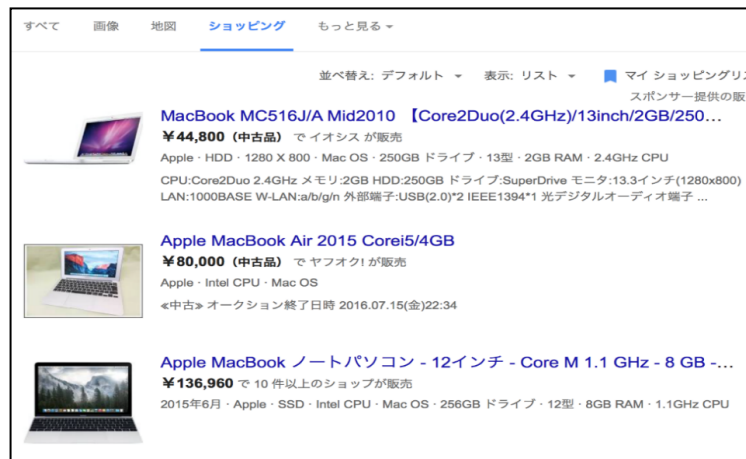 すべて 画像 地図 ショッピング もっと見る
並べ替え: デフォルト 表示: リスト マイ ショッピングリス
スポンサー提供の販
MacBook MC516J/A Mid2010 【Core2Duo(2.4GHz)/13inch/2GB/250...
￥44,800（中古品） で イオシス が販売
Apple · HDD · 1280 X 800 · Mac OS · 250GB ドライブ · 13型 · 2GB RAM · 2.4GHz CPU
CPU:Core2Duo 2.4GHz メモリ:2GB HDD:250GB ドライブ:SuperDrive モニタ:13.3インチ(1280x800)
LAN:1000BASE W-LAN:a/b/g/n 外部端子:USB(2.0)*2 IEEE1394*1 光デジタルオーディオ端子 ...
Apple MacBook Air 2015 Corei5/4GB
￥80,000（中古品） で ヤフオク! が販売
Apple · Intel CPU · Mac OS
≪中古≫ オークション終了日時 2016.07.15(金)22:34
Apple MacBook ノートパソコン - 12インチ - Core M 1.1 GHz - 8 GB -...
￥136,960 で 10 件以上のショップが販売
2015年6月 · Apple · SSD · Intel CPU · Mac OS · 256GB ドライブ · 12型 · 8GB RAM · 1.1GHz CPU